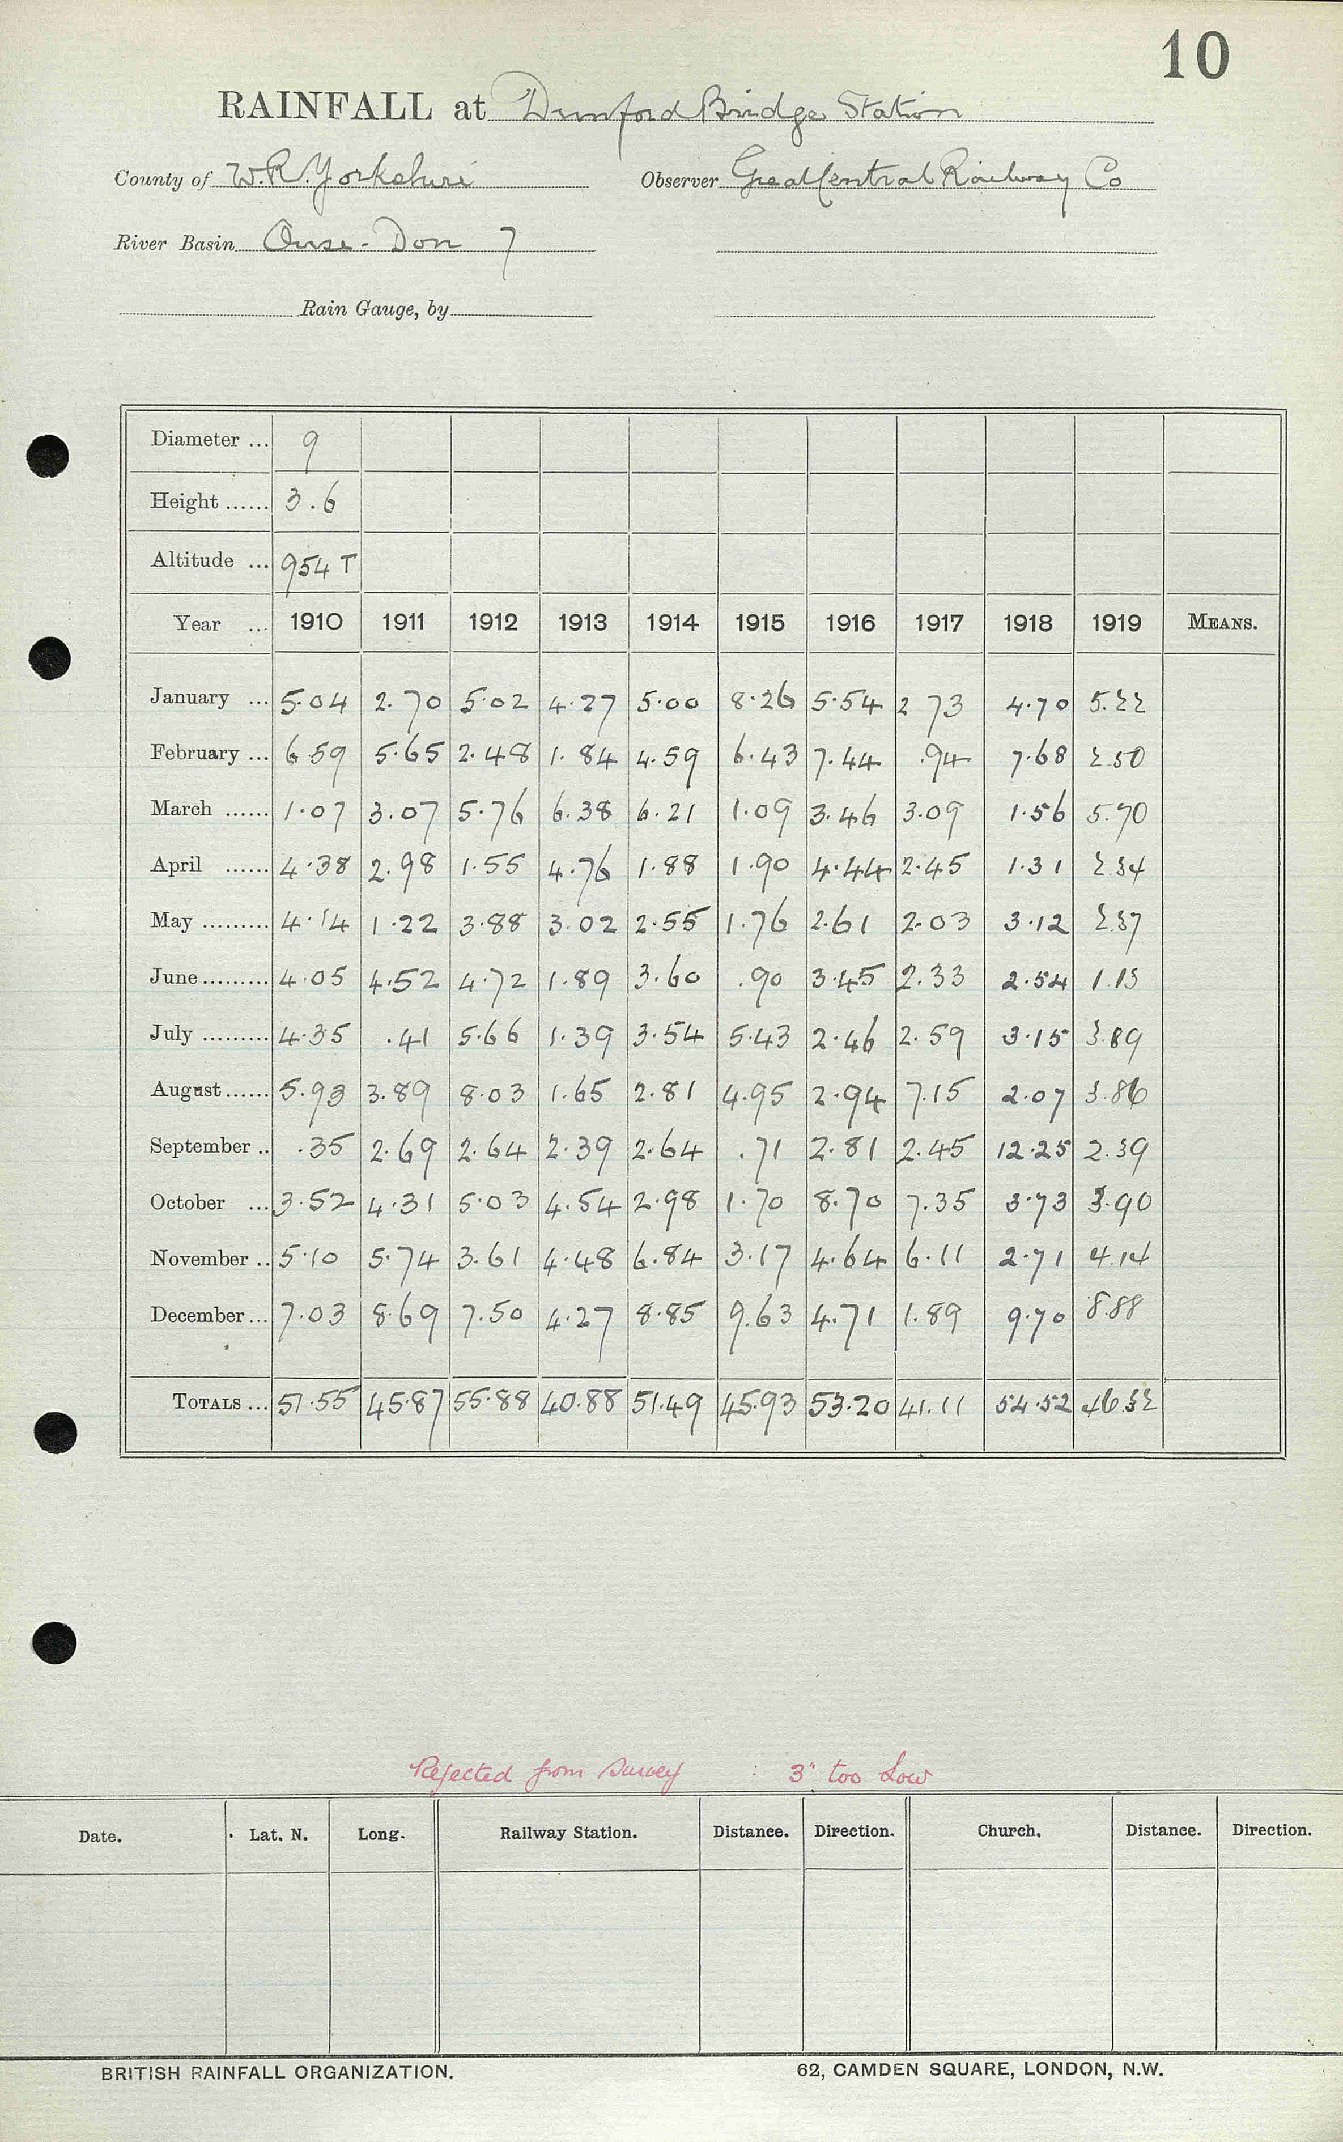 10
RAINFALL at Dunford Bridge Station
County of W.R. Yorkshire Observer Great Central Railway Co
River Basin Ouse - Don 7
Rain Gauge, by
Diameter ... 9
Height ...... 3.6
Altitude ... 954 T
Year ... 1910 1911 1912 1913 1914 1915 1916 1917 1918 1919 MEANS.
January ... 5.04 2.70 5.02 4.27 5.00 8.26 5.54 2 73 4.70 5.22
February ... 6 59 5.65 2.48 1.84 4.59 6.43 7.44 .94 7.68 2.50
March ...... 1.07 3.07 5.76 6.38 6.21 1.09 3.46 3.09 1.56 5.70
April ...... 4.38 2.98 1.55 4.76 1.88 1.90 4.44 2.45 1.31 2.34
May ......... 4.14 1.22 3.88 3.02 2.55 1.76 2.61 2.03 3.12 2.37
June ......... 4.05 4.52 4.72 1.89 3.60 .90 3.45 2.33 2.54 1.13
July ......... 4.35 .41 5.66 1.39 3.54 5.43 2.46 2.59 3.15 3.89
August ...... 5.93 3.89 8.03 1.65 2.81 4.95 2.94 7.15 2.07 3.86
September .. .35 2.69 2.64 2.39 2.64 .71 2.81 2.45 12.25 2.39
October ... 3.52 4.31 5.03 4.54 2.98 1.70 8.70 7.35 3.73 3.90
November .. 5.10 5.74 3.61 4.48 6.84 3.17 4.64 6.11 2.71 4.14
December ... 7.03 8.69 7.50 4.27 8.85 9.63 4.71 1.89 9.70 8.88
TOTALS ... 51.55 45.87 55.88 40.88 51.49 45.93 53.20 41.11 54.52 46.32
Rejected from Survey : 3" too low
Date. Lat. N. Long. Railway Station. Distance. Direction. Church. Distance. Direction.
BRITISH RAINFALL ORGANIZATION. 62, CAMDEN SQUARE, LONDON, N.W.